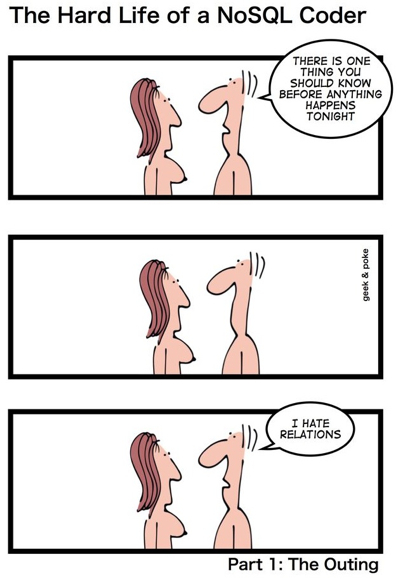 The Hard Life of a NoSQL Coder
THERE IS ONE
THING YOU
SHOULD KNOW
BEFORE ANYTHING
HAPPENS
TONIGHT
geek & poke
I HATE
RELATIONS
Part 1: The Outing